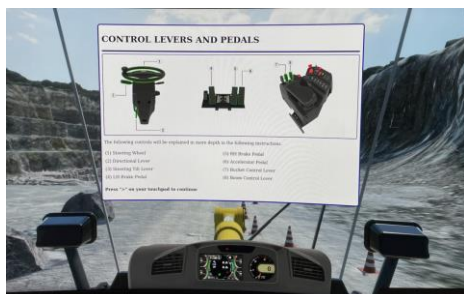 CONTROL LEVERS AND PEDALS
The following controls will be explained in more depth in the following instructions:
(1) Steering Wheel
(2) Directional Lever
(3) Steering Tilt Lever
(4) LH Brake Pedal
(5) RH Brake Pedal
(6) Accelerator Pedal
(7) Bucket Control Lever
(8) Boom Control Lever
Press ">" on your touchpad to continue